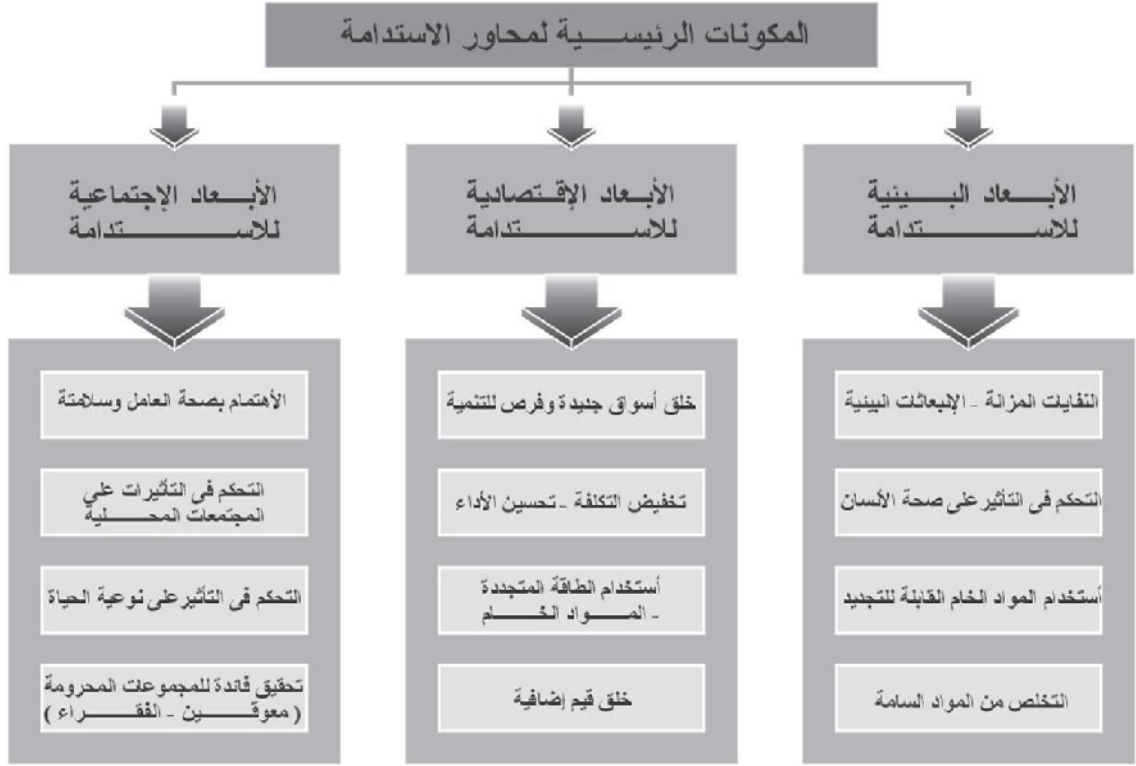 المكونات الرئيسية لمحاور الاستدامة
الأبعاد البيئية
للاستدامة
النفايات المزالة - الإنبعاثات البيئية
التحكم فى التأثير على صحة الأنسان
أستخدام المواد الخام القابلة للتجديد
التخلص من المواد السامة
الأبعاد الإقتصادية
للاستدامة
خلق أسواق جديدة وفرص للتنمية
تخفيض التكلفة - تحسين الأداء
أستخدام الطاقة المتجددة
- المواد الخام
خلق قيم إضافية
الأبعاد الإجتماعية
للاستدامة
الأهتمام بصحة العامل وسلامتة
التحكم فى التأثيرات على
المجتمعات المحلية
التحكم فى التأثير على نوعية الحياة
تحقيق فائدة للمجموعات المحرومة
( معوقين - الفقراء )